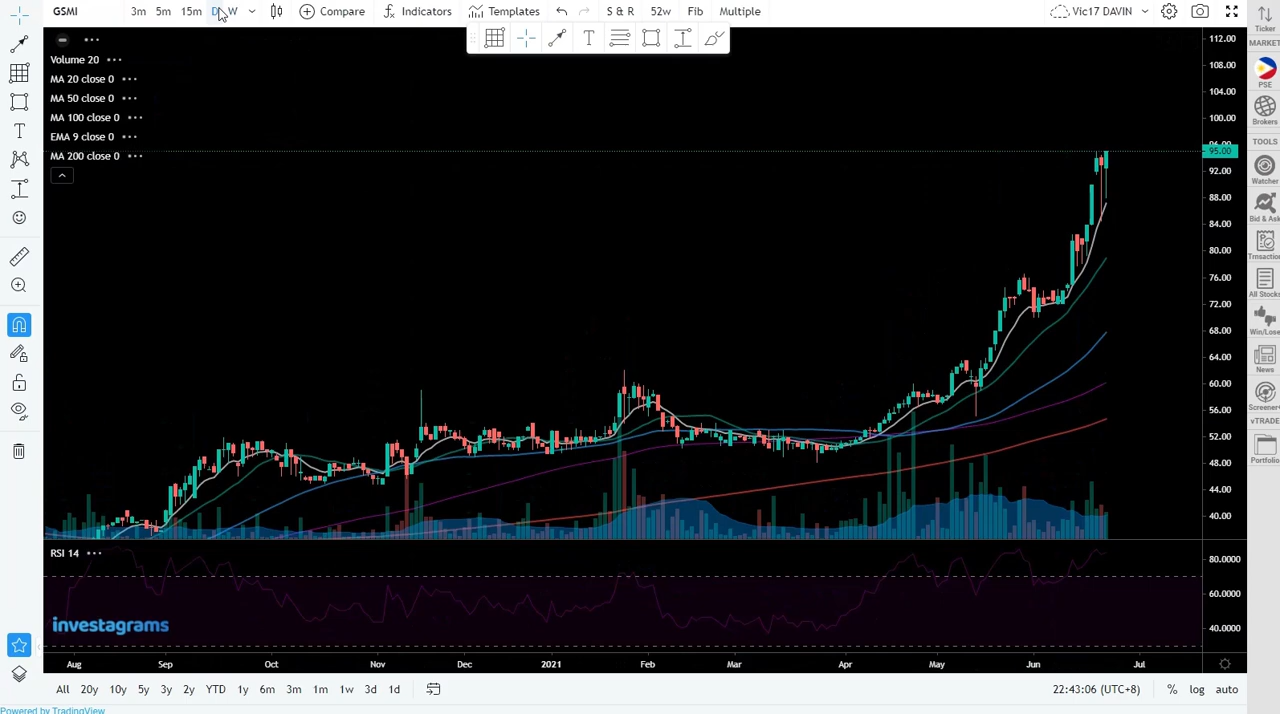 GSMI 3m 5m 15m D W Compare Indicators Templates S & R 52w Fib Multiple Vic17 DAVIN
Ticker
MARKET
PSE
Brokers
TOOLS
Watcher
Bid & Ask
Trnsaction
All Stocks
Win/Lose
News
Screener
vTRADE
Portfolio
Volume 20
MA 20 close 0
MA 50 close 0
MA 100 close 0
EMA 9 close 0
MA 200 close 0
112.00
108.00
104.00
100.00
96.00
95.00
92.00
88.00
84.00
80.00
76.00
72.00
68.00
64.00
60.00
56.00
52.00
48.00
44.00
40.00
RSI 14
80.0000
60.0000
40.0000
investagrams
Aug Sep Oct Nov Dec 2021 Feb Mar Apr May Jun Jul
All 20y 10y 5y 3y 2y YTD 1y 6m 3m 1m 1w 3d 1d 22:43:06 (UTC+8) % log auto
Powered by TradingView